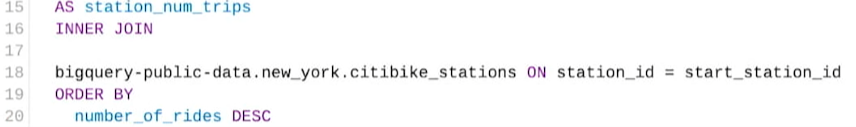 15 AS station_num_trips
16 INNER JOIN
17
18 bigquery-public-data.new_york.citibike_stations ON station_id = start_station_id
19 ORDER BY
20 number_of_rides DESC